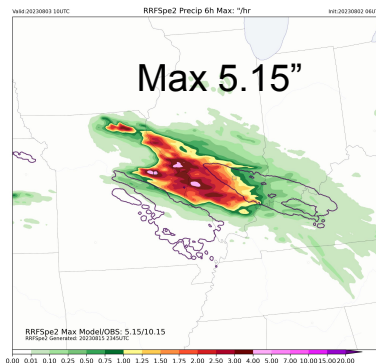 Valid:20230803 10UTC
RRFSpe2 Precip 6h Max: "/hr
Init:20230802 06UTC
Max 5.15”
RRFSpe2 Max Model/OBS: 5.15/10.15
RRFSpe2 Generated: 20230815 2345UTC
0.00 0.01 0.10 0.25 0.50 0.75 1.00 1.25 1.50 1.75 2.00 2.50 3.00 4.00 5.00 7.00 10.00 15.00 20.00